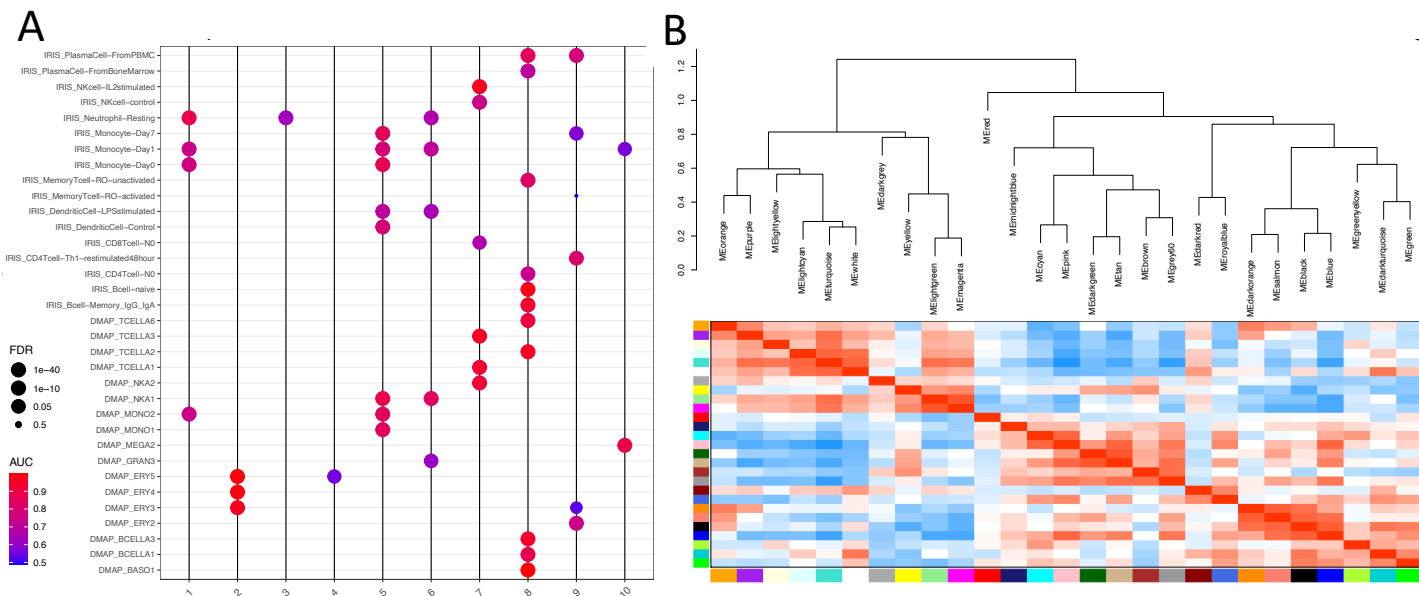 A
IRIS_PlasmaCell-FromPBMC
IRIS_PlasmaCell-FromBoneMarrow
IRIS_NKcell-IL2stimulated
IRIS_NKcell-control
IRIS_Neutrophil-Resting
IRIS_Monocyte-Day7
IRIS_Monocyte-Day1
IRIS_Monocyte-Day0
IRIS_MemoryTcell-RO-unactivated
IRIS_MemoryTcell-RO-activated
IRIS_DendriticCell-LPSstimulated
IRIS_DendriticCell-Control
IRIS_CD8Tcell-N0
IRIS_CD4Tcell-Th1-restimulated48hour
IRIS_CD4Tcell-N0
IRIS_Bcell-naive
IRIS_Bcell-Memory_IgG_IgA
DMAP_TCELLA6
DMAP_TCELLA3
DMAP_TCELLA2
DMAP_TCELLA1
DMAP_NKA2
DMAP_NKA1
DMAP_MONO2
DMAP_MONO1
DMAP_MEGA2
DMAP_GRAN3
DMAP_ERY5
DMAP_ERY4
DMAP_ERY3
DMAP_ERY2
DMAP_BCELLA3
DMAP_BCELLA1
DMAP_BASO1
1 2 3 4 5 6 7 8 9 10
FDR
1e-40
1e-10
0.05
0.5
AUC
0.9
0.8
0.7
0.6
0.5
B
1.2
1.0
0.8
0.6
0.4
0.2
0.0
MEorange
MEpurple
MElightyellow
MElightcyan
MEturquoise
MEwhite
MEdarkgrey
MEyellow
MElightgreen
MEmagenta
MEred
MEmidnightblue
MEcyan
MEpink
MEdarkgreen
MEtan
MEbrown
MEgrey60
MEdarkred
MEroyalblue
MEdarkorange
MEsalmon
MEblack
MEblue
MEgreenyellow
MEdarkturquoise
MEgreen